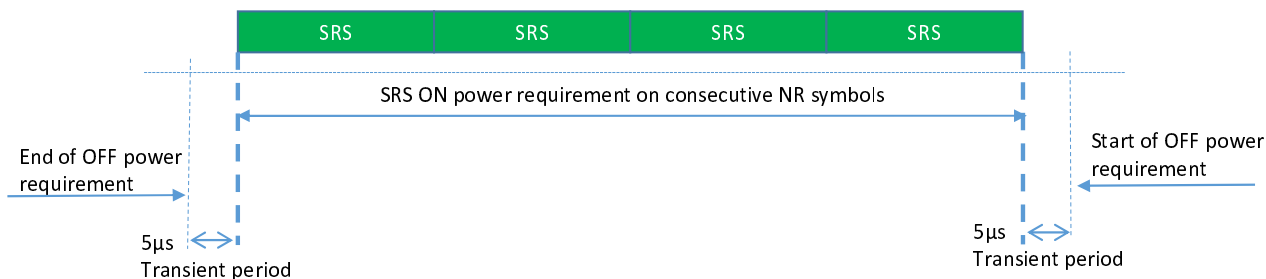 SRS SRS SRS SRS
SRS ON power requirement on consecutive NR symbols
End of OFF power
requirement
Start of OFF power
requirement
5µs
Transient period
5µs
Transient period